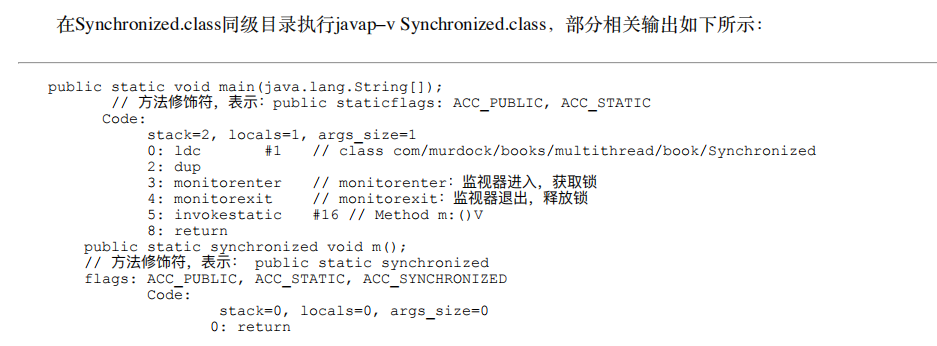 在Synchronized.class同级目录执行javap–v Synchronized.class，部分相关输出如下所示：
public static void main(java.lang.String[]);
// 方法修饰符，表示：public staticflags: ACC_PUBLIC, ACC_STATIC
Code:
stack=2, locals=1, args_size=1
0: ldc #1 // class com/murdock/books/multithread/book/Synchronized
2: dup
3: monitorenter // monitorenter：监视器进入，获取锁
4: monitorexit // monitorexit：监视器退出，释放锁
5: invokestatic #16 // Method m:()V
8: return
public static synchronized void m();
// 方法修饰符，表示： public static synchronized
flags: ACC_PUBLIC, ACC_STATIC, ACC_SYNCHRONIZED
Code:
stack=0, locals=0, args_size=0
0: return